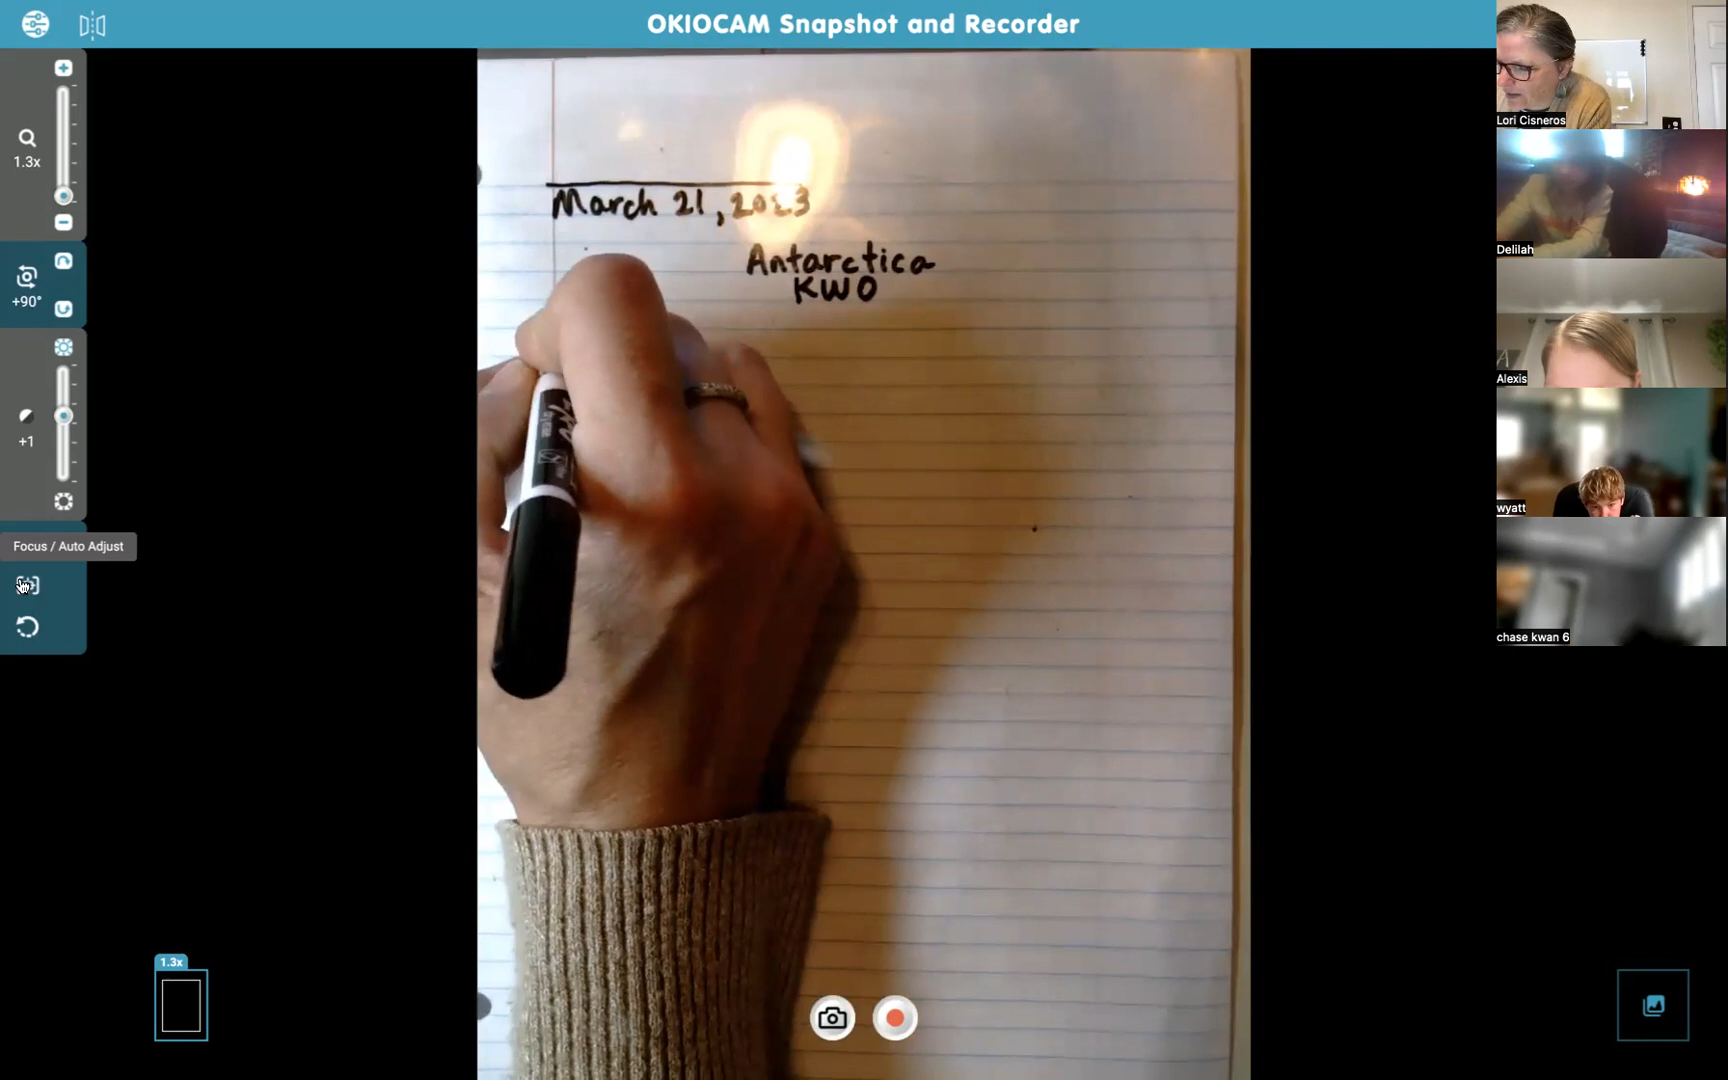 OKIOCAM Snapshot and Recorder
1.3x
+90°
+1
Focus / Auto Adjust
1.3x
March 21, 2023
Antarctica
KWO
EXPO
Lori Cisneros
Delilah
Alexis
wyatt
chase kwan 6